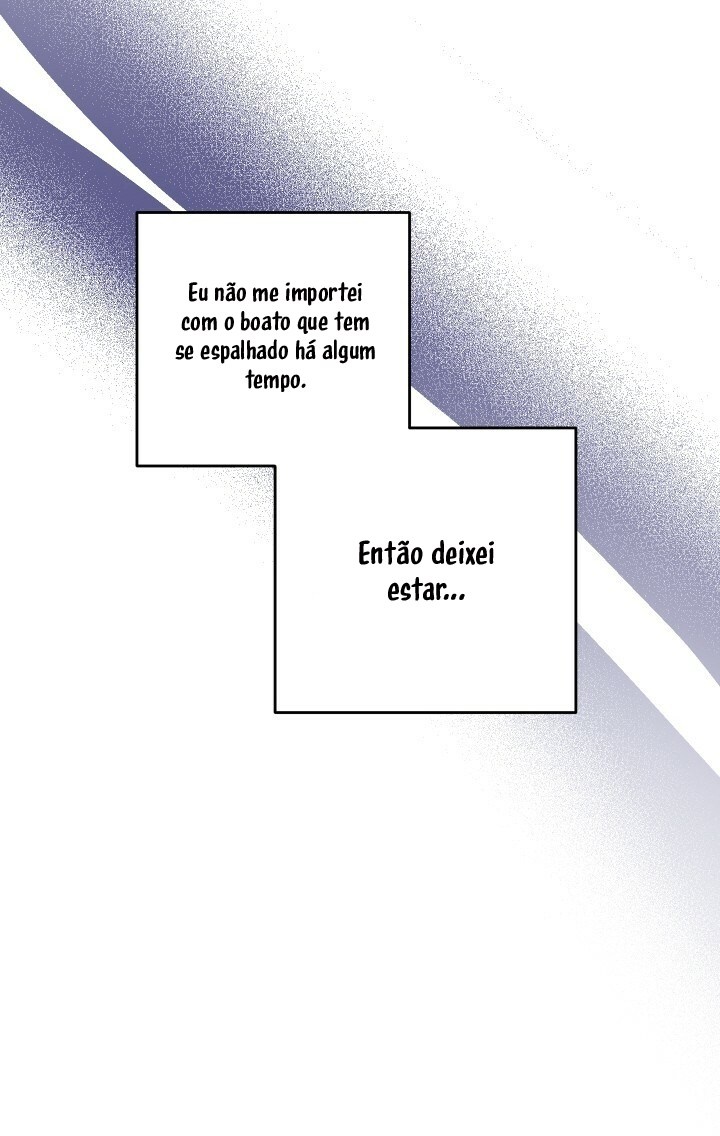 Eu não me importei
com o boato que tem
se espalhado há algum
tempo.
Então deixei
estar...